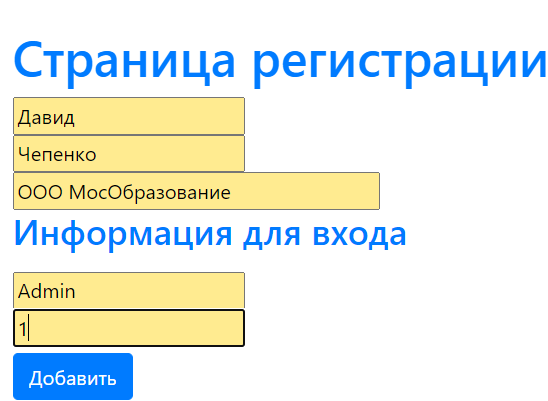 Страница регистрации
Давид
Чепенко
ООО МосОбразование
Информация для входа
Admin
1
Добавить